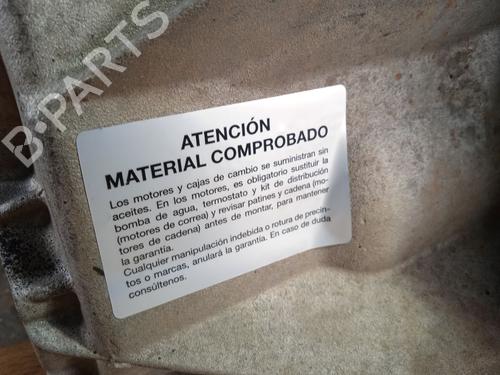 B-PARTS
ATENCIÓN
MATERIAL COMPROBADO
Los motores y cajas de cambio se suministran sin
aceites. En los motores, es obligatorio sustituir la
bomba de agua, termostato y kit de distribución
(motores de correa) y revisar patines y cadena (mo-
tores de cadena) antes de montar, para mantener
la garantía.
Cualquier manipulación indebida o rotura de precin-
tos o marcas, anulará la garantía. En caso de duda
consúltenos.